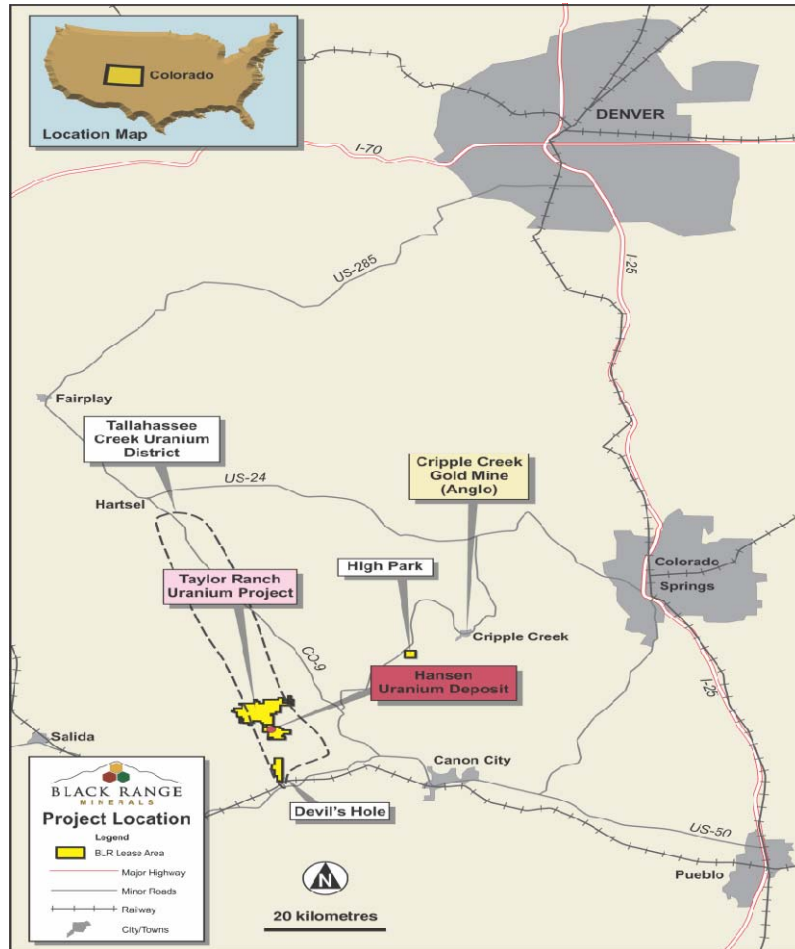 Colorado
Location Map
DENVER
I-70
I-25
US-285
Fairplay
Tallahassee
Creek Uranium
District
Hartsel
US-24
Cripple Creek
Gold Mine
(Anglo)
High Park
Colorado
Springs
Taylor Ranch
Uranium Project
CO-9
Cripple Creek
Hansen
Uranium Deposit
I-25
Salida
Canon City
Devil's Hole
US-50
Pueblo
BLACK RANGE
MINERALS
Project Location
Legend
BLR Lease Area
Major Highway
Minor Roads
Railway
City/Towns
N
20 kilometres